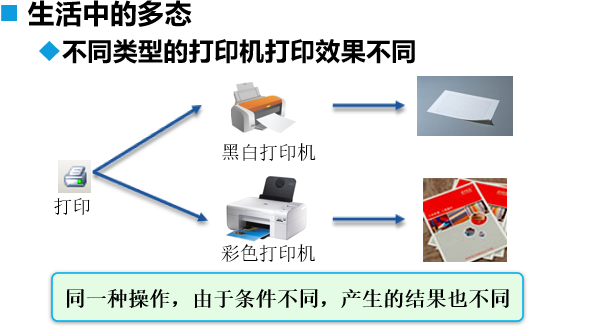 生活中的多态
不同类型的打印机打印效果不同
黑白打印机
打印
彩色打印机
同一种操作，由于条件不同，产生的结果也不同